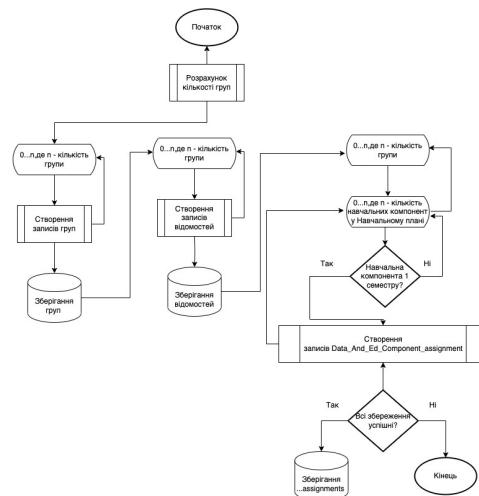 Початок
Розрахунок
кількості груп
0...n,де n - кількість
групи
Створення
записів груп
Зберігання
груп
0...n,де n - кількість
групи
Створення
записів
відомостей
Зберігання
відомостей
0...n,де n - кількість
групи
0...n,де n - кількість
навчальних компонент
у Навчальному плані
Так
Навчальна
компонента 1
семестру?
Ні
Створення
записів Data_And_Ed_Component_assignment
Так
Всі збереження
успішні?
Ні
Зберігання
...assignments
Кінець